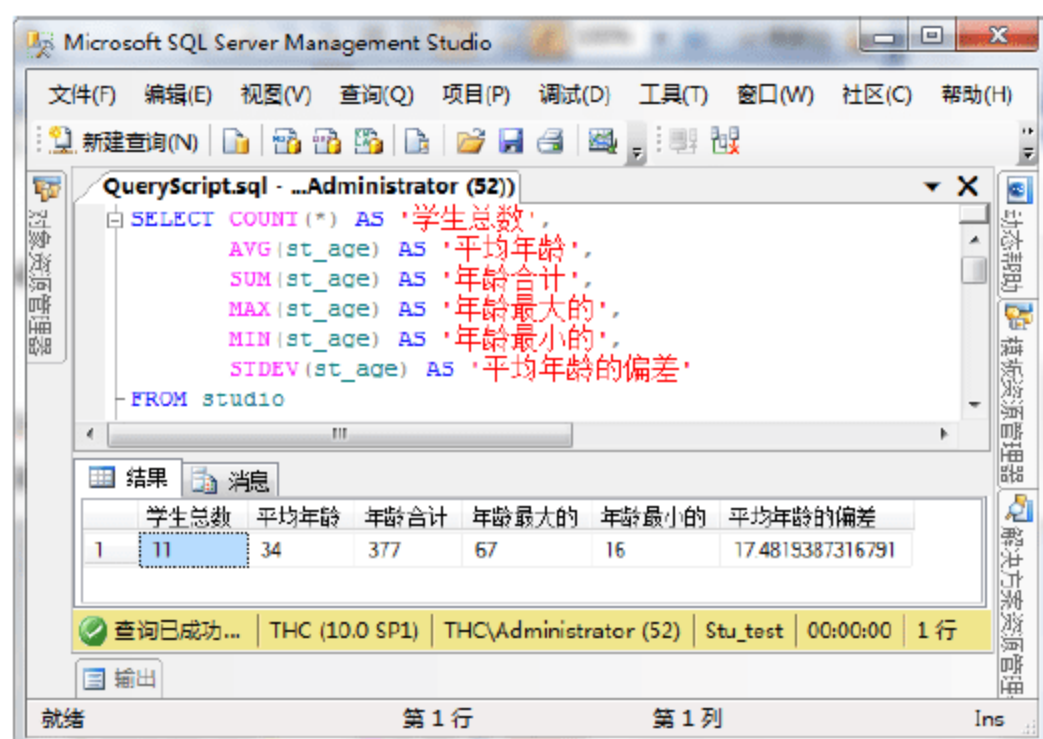 Microsoft SQL Server Management Studio
文件(F) 编辑(E) 视图(V) 查询(Q) 项目(P) 调试(D) 工具(T) 窗口(W) 社区(C) 帮助(H)
新建查询(N)
QueryScript.sql - ...Administrator (52))
对象资源管理器
SELECT COUNT(*) AS '学生总数',
AVG(st_age) AS '平均年龄',
SUM(st_age) AS '年龄合计',
MAX(st_age) AS '年龄最大的',
MIN(st_age) AS '年龄最小的',
STDEV(st_age) AS '平均年龄的偏差'
FROM studio
动态帮助
模板资源管理器
解决方案资源管理
结果 消息
学生总数 平均年龄 年龄合计 年龄最大的 年龄最小的 平均年龄的偏差
1 11 34 377 67 16 17.4819387316791
查询已成功... THC (10.0 SP1) THC\Administrator (52) Stu_test 00:00:00 1 行
输出
就绪 第 1 行 第 1 列 Ins